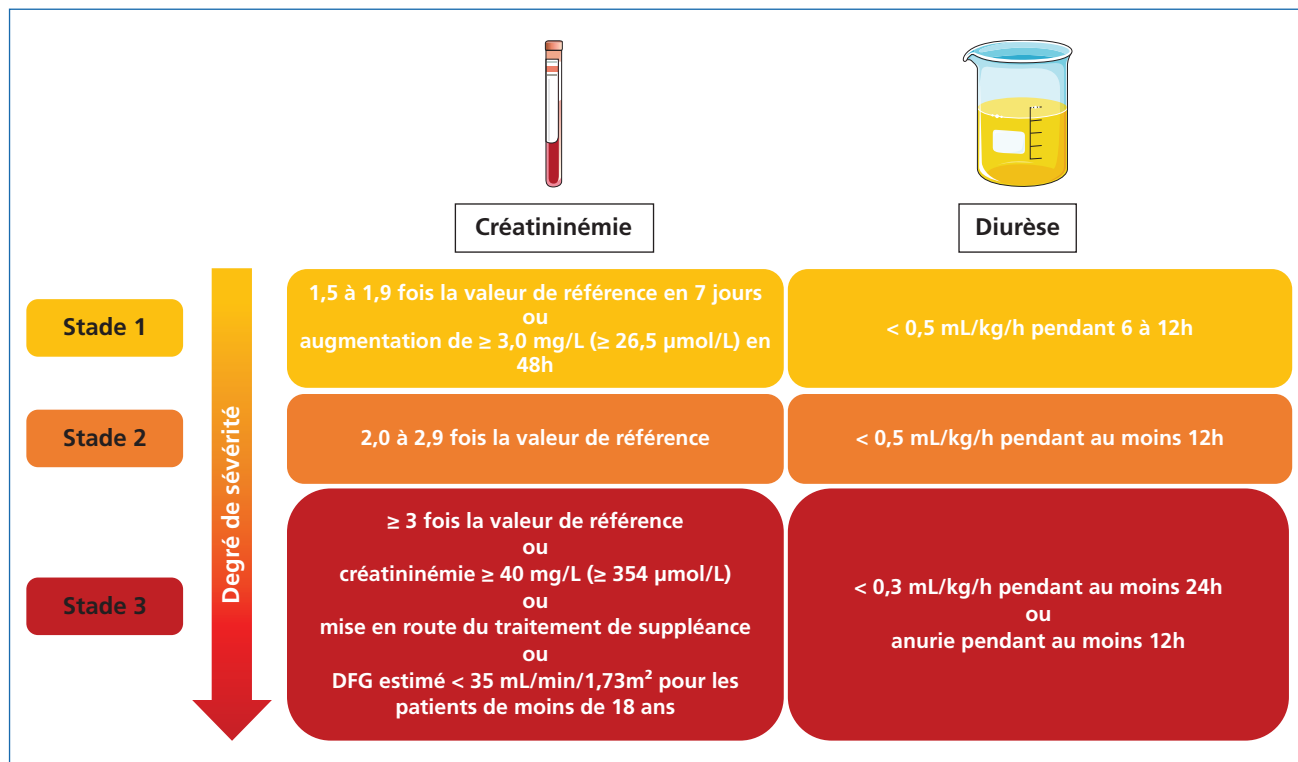 Créatininémie
Diurèse
Degré de sévérité
Stade 1
1,5 à 1,9 fois la valeur de référence en 7 jours
ou
augmentation de ≥ 3,0 mg/L (≥ 26,5 µmol/L) en
48h
< 0,5 mL/kg/h pendant 6 à 12h
Stade 2
2,0 à 2,9 fois la valeur de référence
< 0,5 mL/kg/h pendant au moins 12h
Stade 3
≥ 3 fois la valeur de référence
ou
créatininémie ≥ 40 mg/L (≥ 354 µmol/L)
ou
mise en route du traitement de suppléance
ou
DFG estimé < 35 mL/min/1,73m² pour les
patients de moins de 18 ans
< 0,3 mL/kg/h pendant au moins 24h
ou
anurie pendant au moins 12h